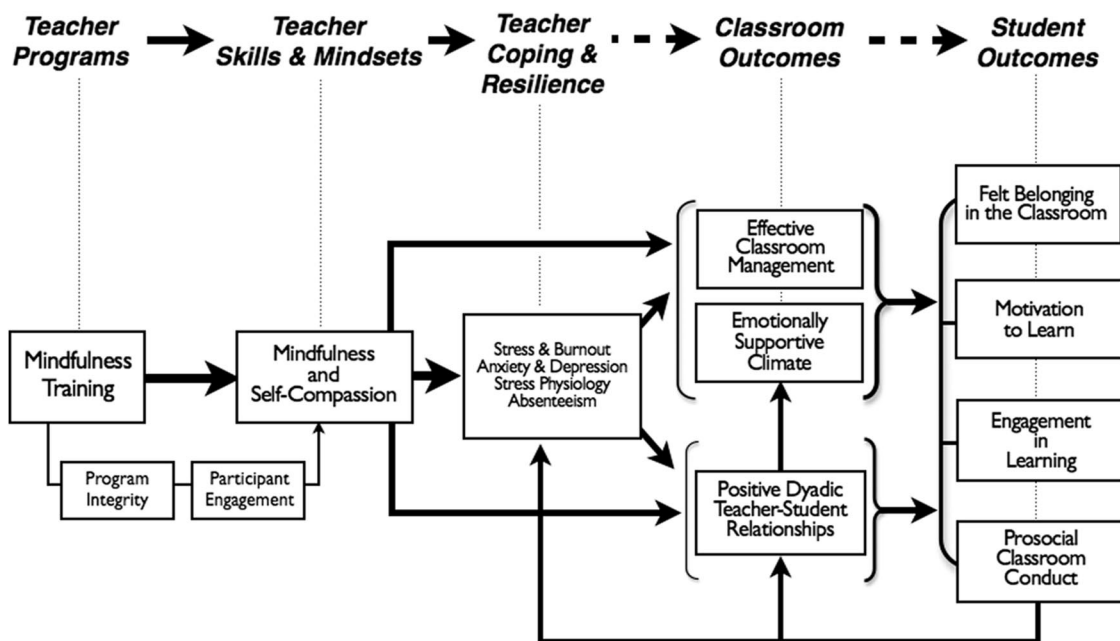 Teacher
Programs
Teacher
Skills & Mindsets
Teacher
Coping &
Resilience
Classroom
Outcomes
Student
Outcomes
Mindfulness
Training
Program
Integrity
Participant
Engagement
Mindfulness
and
Self-Compassion
Stress & Burnout
Anxiety & Depression
Stress Physiology
Absenteeism
Effective
Classroom
Management
Emotionally
Supportive
Climate
Positive Dyadic
Teacher-Student
Relationships
Felt Belonging
in the Classroom
Motivation
to Learn
Engagement
in
Learning
Prosocial
Classroom
Conduct